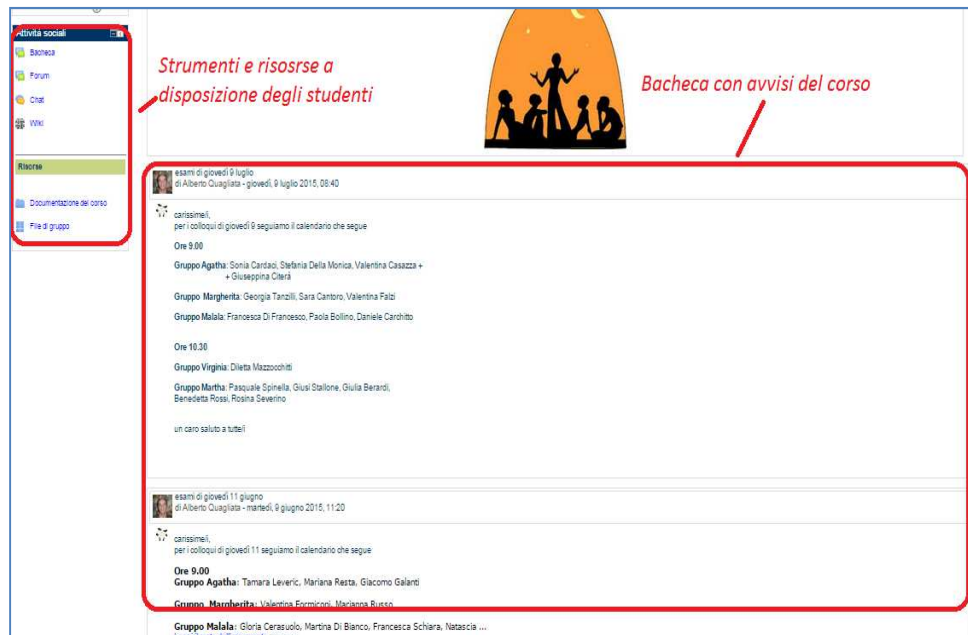 Attività sociali
Bacheca
Forum
Chat
Wiki
Risorse
Documentazione del corso
File di gruppo
Strumenti e risosrse a
disposizione degli studenti
Bacheca con avvisi del corso
esami di giovedì 9 luglio
di Alberto Quagliata - giovedì, 9 luglio 2015, 08:40
carissime/i,
per i colloqui di giovedì 9 seguiamo il calendario che segue
Ore 9.00
Gruppo Agatha: Sonia Cardaci, Stefania Della Monica, Valentina Casazza +
+ Giuseppina Citerá
Gruppo Margherita: Georgia Tanzilli, Sara Cantoro, Valentina Falzi
Gruppo Malala: Francesca Di Francesco, Paola Bollino, Daniele Carchitto
Ore 10.30
Gruppo Virginia: Diletta Mazzocchitti
Gruppo Martha: Pasquale Spinella, Giusi Stallone, Giulia Berardi,
Benedetta Rossi, Rosina Severino
un caro saluto a tutte/i
esami di giovedì 11 giugno
di Alberto Quagliata - martedì, 9 giugno 2015, 11:20
carissime/i,
per i colloqui di giovedì 11 seguiamo il calendario che segue
Ore 9.00
Gruppo Agatha: Tamara Leveric, Mariana Resta, Giacomo Galanti
Gruppo Margherita: Valentina Formiconi, Marianna Russo
Gruppo Malala: Gloria Cerasuolo, Martina Di Bianco, Francesca Schiara, Natascia ...